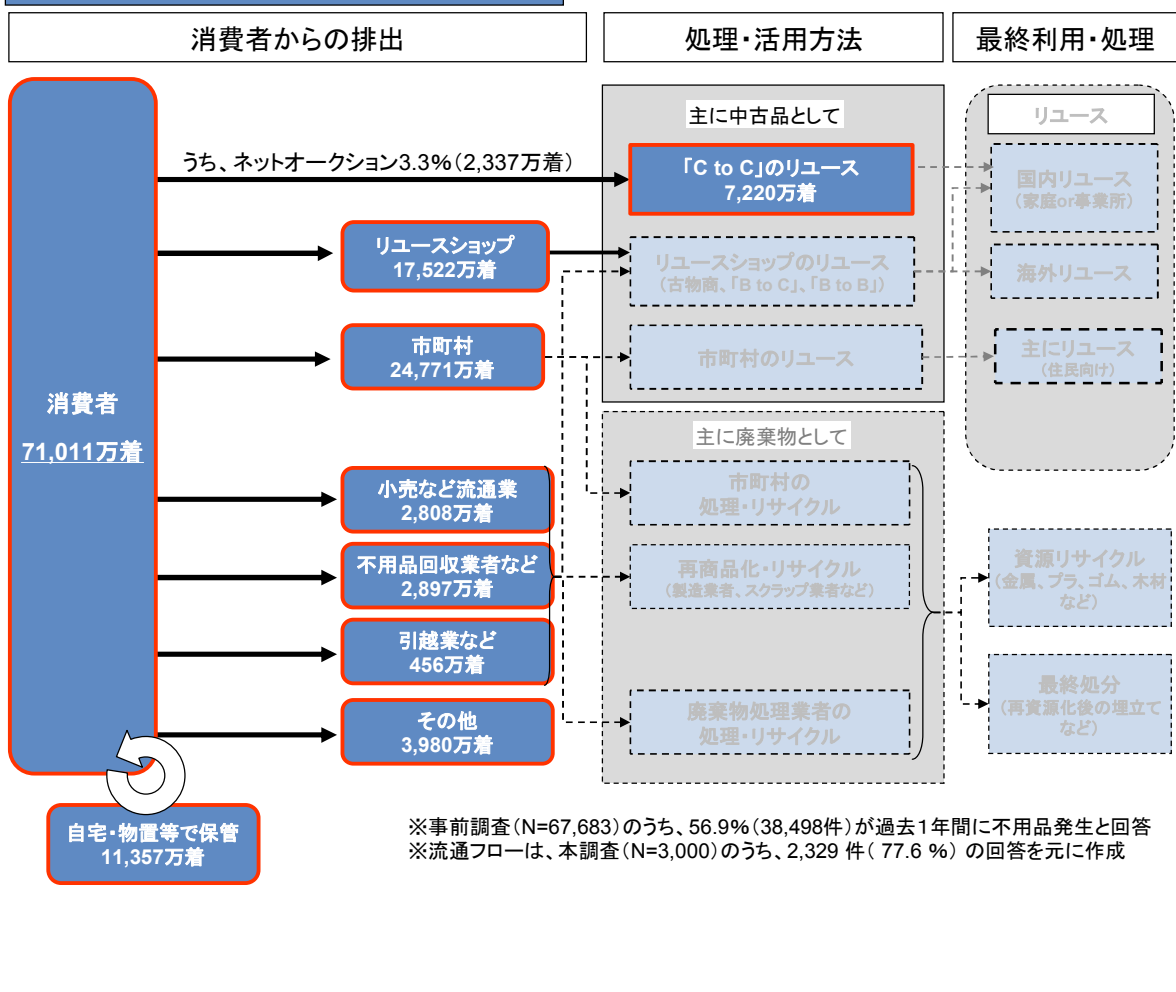 消費者からの排出
処理・活用方法
最終利用・処理
消費者
71,011万着
うち、ネットオークション3.3%(2,337万着)
リユースショップ
17,522万着
市町村
24,771万着
小売など流通業
2,808万着
不用品回収業者など
2,897万着
引越業など
456万着
その他
3,980万着
自宅・物置等で保管
11,357万着
主に中古品として
「C to C」のリユース
7,220万着
リユースショップのリユース
(古物商、「B to C」、「B to B」)
市町村のリユース
主に廃棄物として
市町村の
処理・リサイクル
再商品化・リサイクル
(製造業者、スクラップ業者など)
廃棄物処理業者の
処理・リサイクル
リユース
国内リユース
(家庭or事業所)
海外リユース
主にリユース
(住民向け)
資源リサイクル
(金属、プラ、ゴム、木材
など)
最終処分
(再資源化後の埋立て
など)
※事前調査(N=67,683)のうち、56.9%(38,498件)が過去1年間に不用品発生と回答
※流通フローは、本調査(N=3,000)のうち、2,329 件( 77.6 %) の回答を元に作成